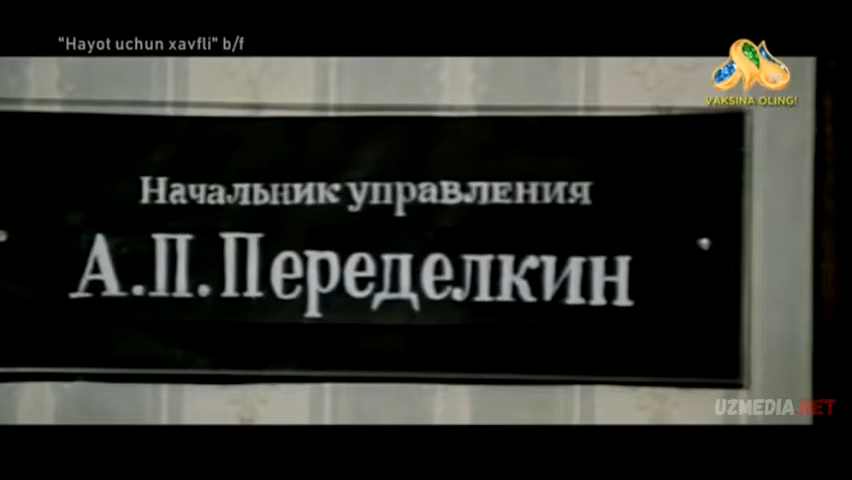 "Hayot uchun xavfli" b/f
VAKSINA OLING!
Начальник управления
А.П.Переделкин
UZMEDIA.NET